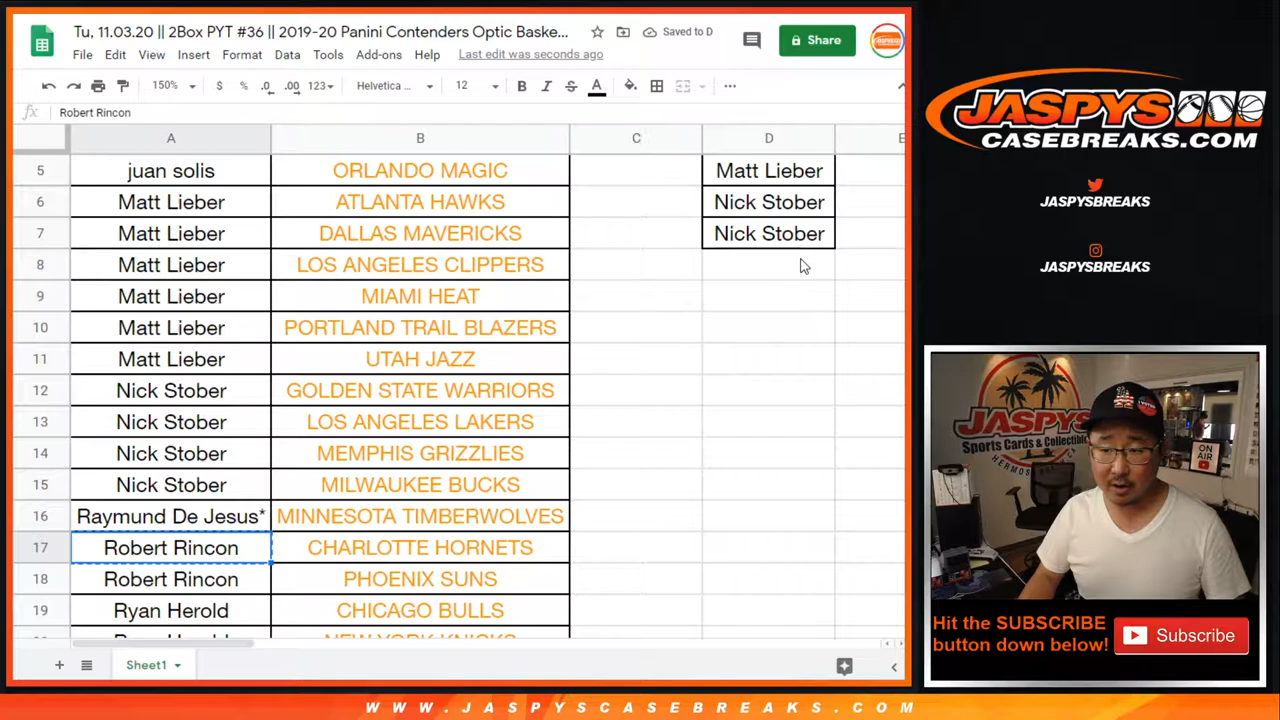 Tu, 11.03.20 || 2Box PYT #36 || 2019-20 Panini Contenders Optic Baske...
Saved to D
Share
File Edit View Insert Format Data Tools Add-ons Help Last edit was seconds ago
150% $ % .0 .00 123 Helvetica ... 12 B I S A
fx Robert Rincon
A B C D E
5 juan solis ORLANDO MAGIC Matt Lieber
6 Matt Lieber ATLANTA HAWKS Nick Stober
7 Matt Lieber DALLAS MAVERICKS Nick Stober
8 Matt Lieber LOS ANGELES CLIPPERS
9 Matt Lieber MIAMI HEAT
10 Matt Lieber PORTLAND TRAIL BLAZERS
11 Matt Lieber UTAH JAZZ
12 Nick Stober GOLDEN STATE WARRIORS
13 Nick Stober LOS ANGELES LAKERS
14 Nick Stober MEMPHIS GRIZZLIES
15 Nick Stober MILWAUKEE BUCKS
16 Raymund De Jesus* MINNESOTA TIMBERWOLVES
17 Robert Rincon CHARLOTTE HORNETS
18 Robert Rincon PHOENIX SUNS
19 Ryan Herold CHICAGO BULLS
NEW YORK KNICKS
Sheet1
JASPYS
CASEBREAKS.COM
JASPYSBREAKS
JASPYSBREAKS
JASPYS
Sports Cards & Collectible
HERMOS
CA
ON
AIR
Hit the SUBSCRIBE
button down below!
Subscribe
WWW.JASPYSCASEBREAKS.COM